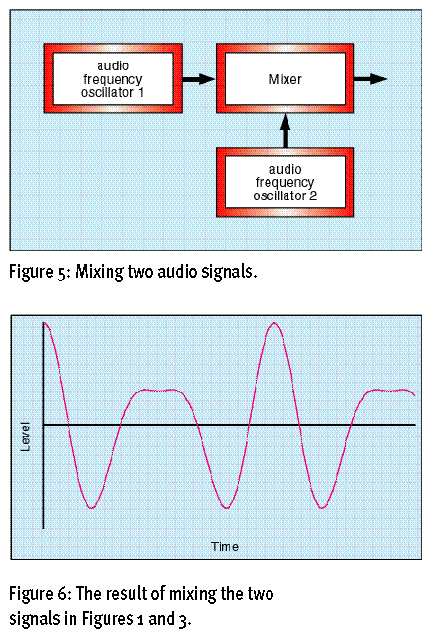 audio
frequency
oscillator 1
Mixer
audio
frequency
oscillator 2
Figure 5: Mixing two audio signals.
Level
Time
Figure 6: The result of mixing the two
signals in Figures 1 and 3.